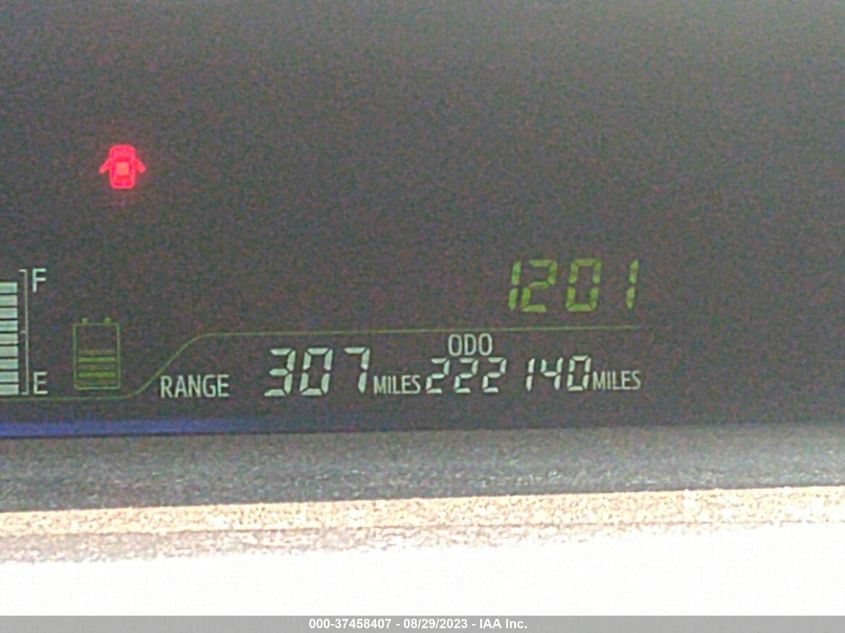 F
1201
ODO
E RANGE 307 MILES 222140 MILES
000-37458407 - 08/29/2023 - IAA Inc.